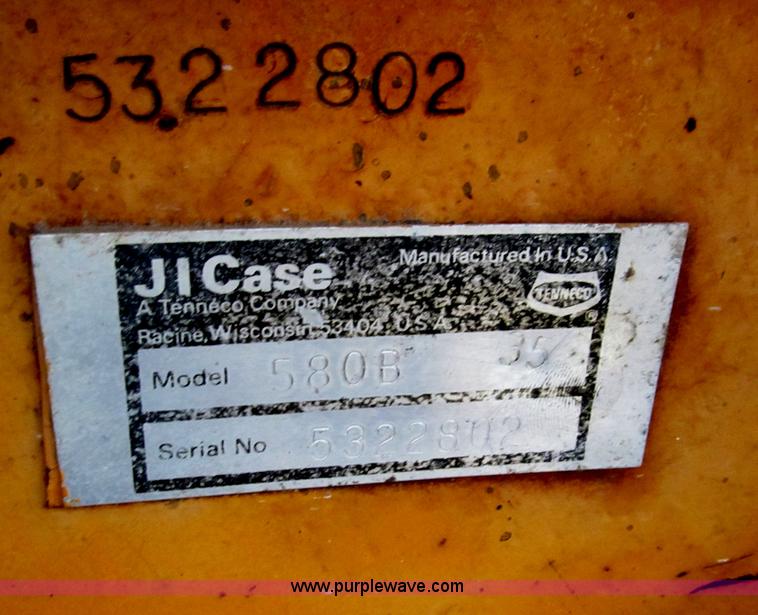 5322802
JI Case
Manufactured In U.S.A.
A Tenneco Company
TENNECO
®
Racine, Wisconsin 53404 U.S.A.
Model 580B 35
Serial No 5322802
www.purplewave.com